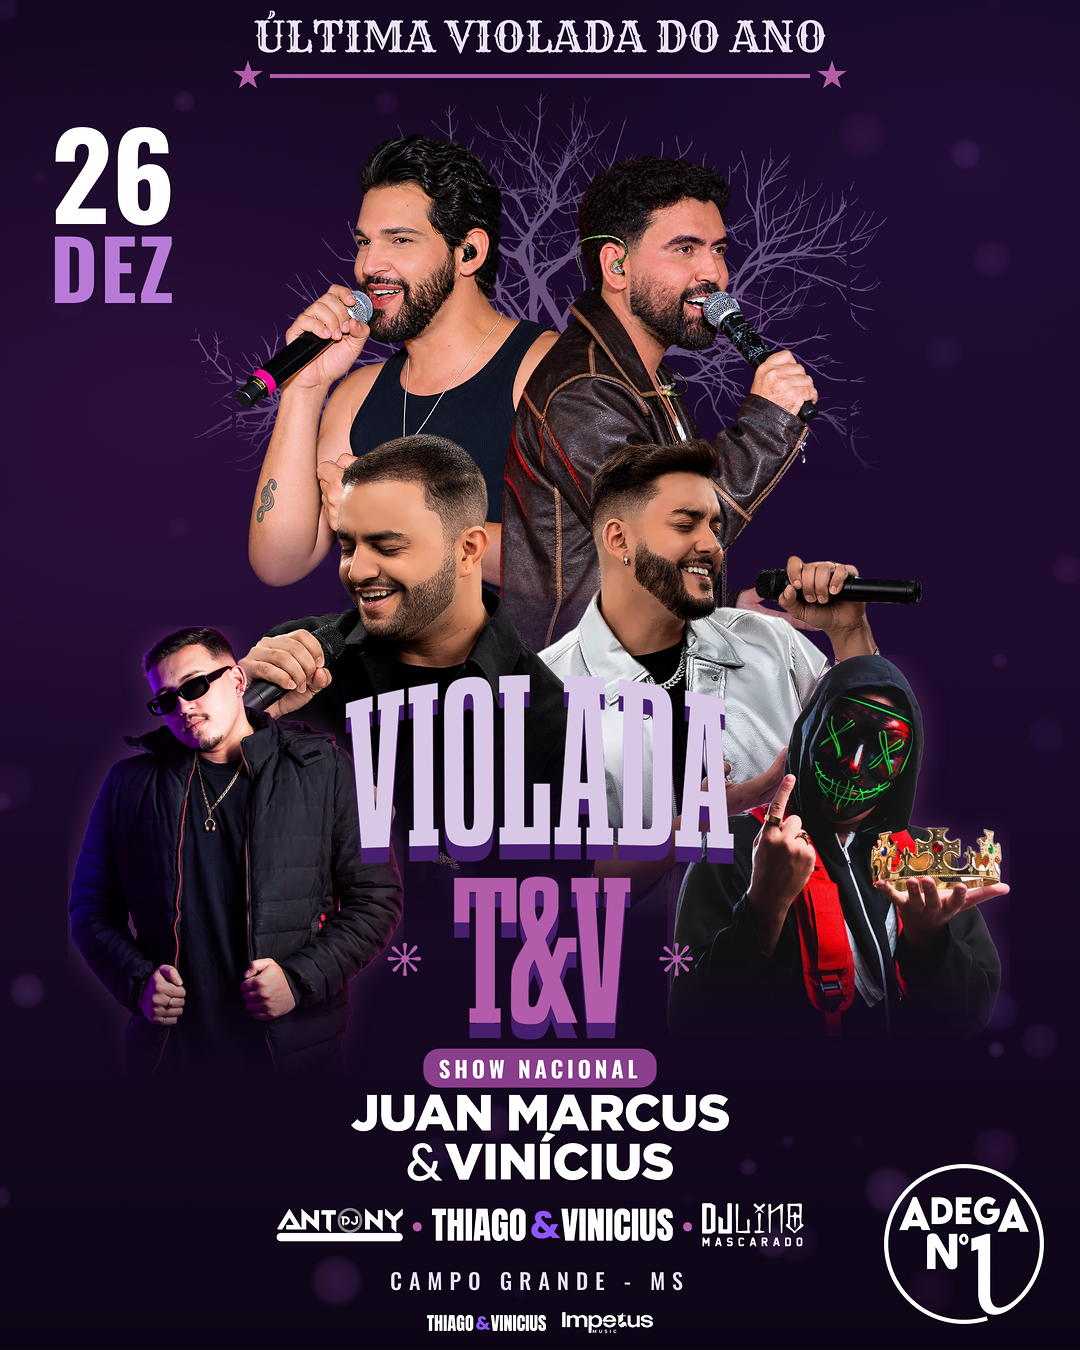 ÚLTIMA VIOLADA DO ANO
26
DEZ
VIOLADA
T&V
SHOW NACIONAL
JUAN MARCUS
& VINÍCIUS
ANTONY DJ • THIAGO & VINICIUS • DJ LINO MASCARADO
ADEGA
Nº1
CAMPO GRANDE - MS
THIAGO & VINICIUS Impetus MUSIC